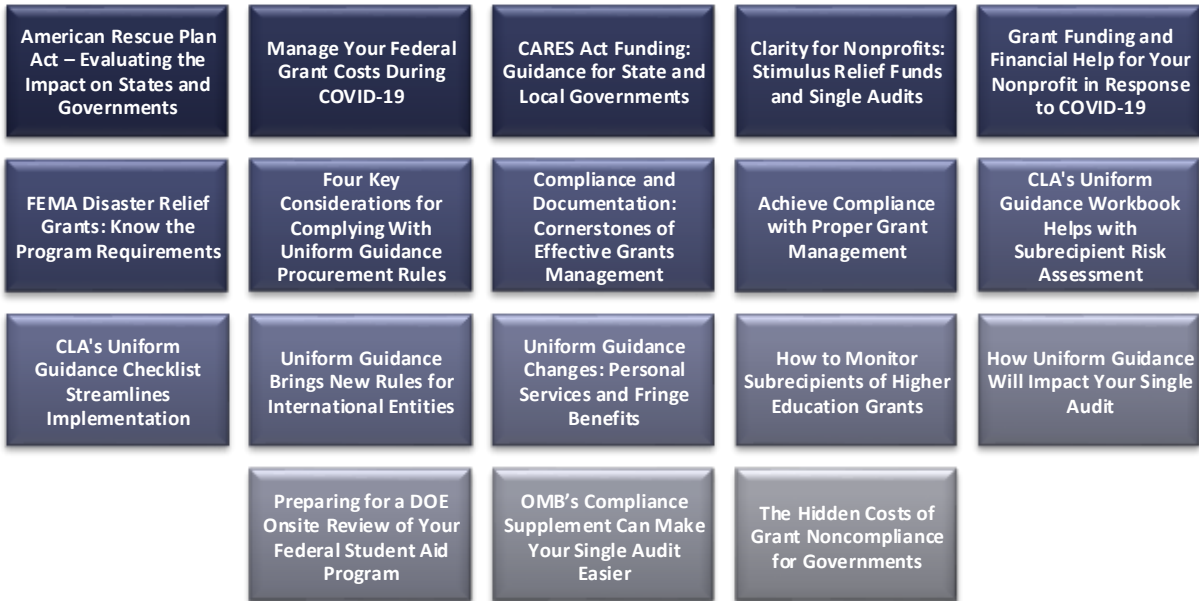 American Rescue Plan
Act – Evaluating the
Impact on States and
Governments
Manage Your Federal
Grant Costs During
COVID-19
CARES Act Funding:
Guidance for State and
Local Governments
Clarity for Nonprofits:
Stimulus Relief Funds
and Single Audits
Grant Funding and
Financial Help for Your
Nonprofit in Response
to COVID-19
FEMA Disaster Relief
Grants: Know the
Program Requirements
Four Key
Considerations for
Complying With
Uniform Guidance
Procurement Rules
Compliance and
Documentation:
Cornerstones of
Effective Grants
Management
Achieve Compliance
with Proper Grant
Management
CLA's Uniform
Guidance Workbook
Helps with
Subrecipient Risk
Assessment
CLA's Uniform
Guidance Checklist
Streamlines
Implementation
Uniform Guidance
Brings New Rules for
International Entities
Uniform Guidance
Changes: Personal
Services and Fringe
Benefits
How to Monitor
Subrecipients of Higher
Education Grants
How Uniform Guidance
Will Impact Your Single
Audit
Preparing for a DOE
Onsite Review of Your
Federal Student Aid
Program
OMB’s Compliance
Supplement Can Make
Your Single Audit
Easier
The Hidden Costs of
Grant Noncompliance
for Governments